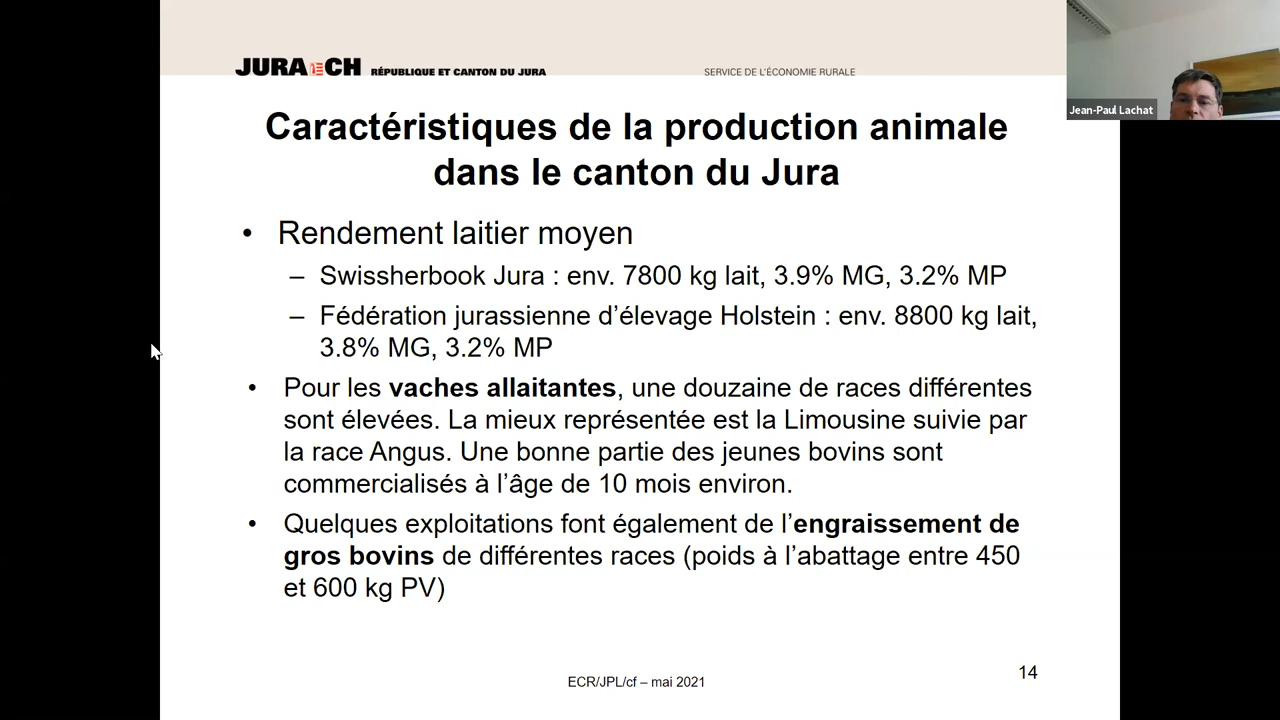 JURA CH RÉPUBLIQUE ET CANTON DU JURA
SERVICE DE L'ÉCONOMIE RURALE
Jean-Paul Lachat
Caractéristiques de la production animale
dans le canton du Jura
• Rendement laitier moyen
– Swissherbook Jura : env. 7800 kg lait, 3.9% MG, 3.2% MP
– Fédération jurassienne d’élevage Holstein : env. 8800 kg lait,
3.8% MG, 3.2% MP
• Pour les vaches allaitantes, une douzaine de races différentes
sont élevées. La mieux représentée est la Limousine suivie par
la race Angus. Une bonne partie des jeunes bovins sont
commercialisés à l’âge de 10 mois environ.
• Quelques exploitations font également de l’engraissement de
gros bovins de différentes races (poids à l’abattage entre 450
et 600 kg PV)
14
ECR/JPL/cf – mai 2021